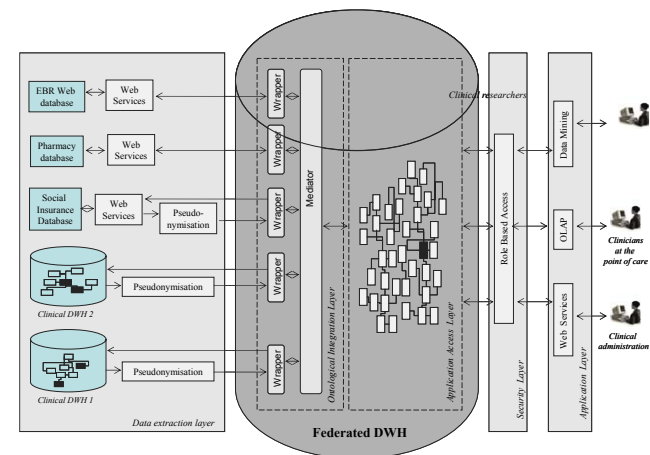 EBR Web
database
Web
Services
Pharmacy
database
Web
Services
Social
Insurance
Database
Web
Services
Pseudo-
nymisation
Clinical DWH 2
Pseudonymisation
Clinical DWH 1
Pseudonymisation
Data extraction layer
Wrapper
Wrapper
Wrapper
Wrapper
Wrapper
Mediator
Ontological Integration Layer
Application Access Layer
Federated DWH
Clinical researchers
Role Based Access
Security Layer
Data Mining
OLAP
Web Services
Application Layer
Clinicians
at the
point of care
Clinical
administration